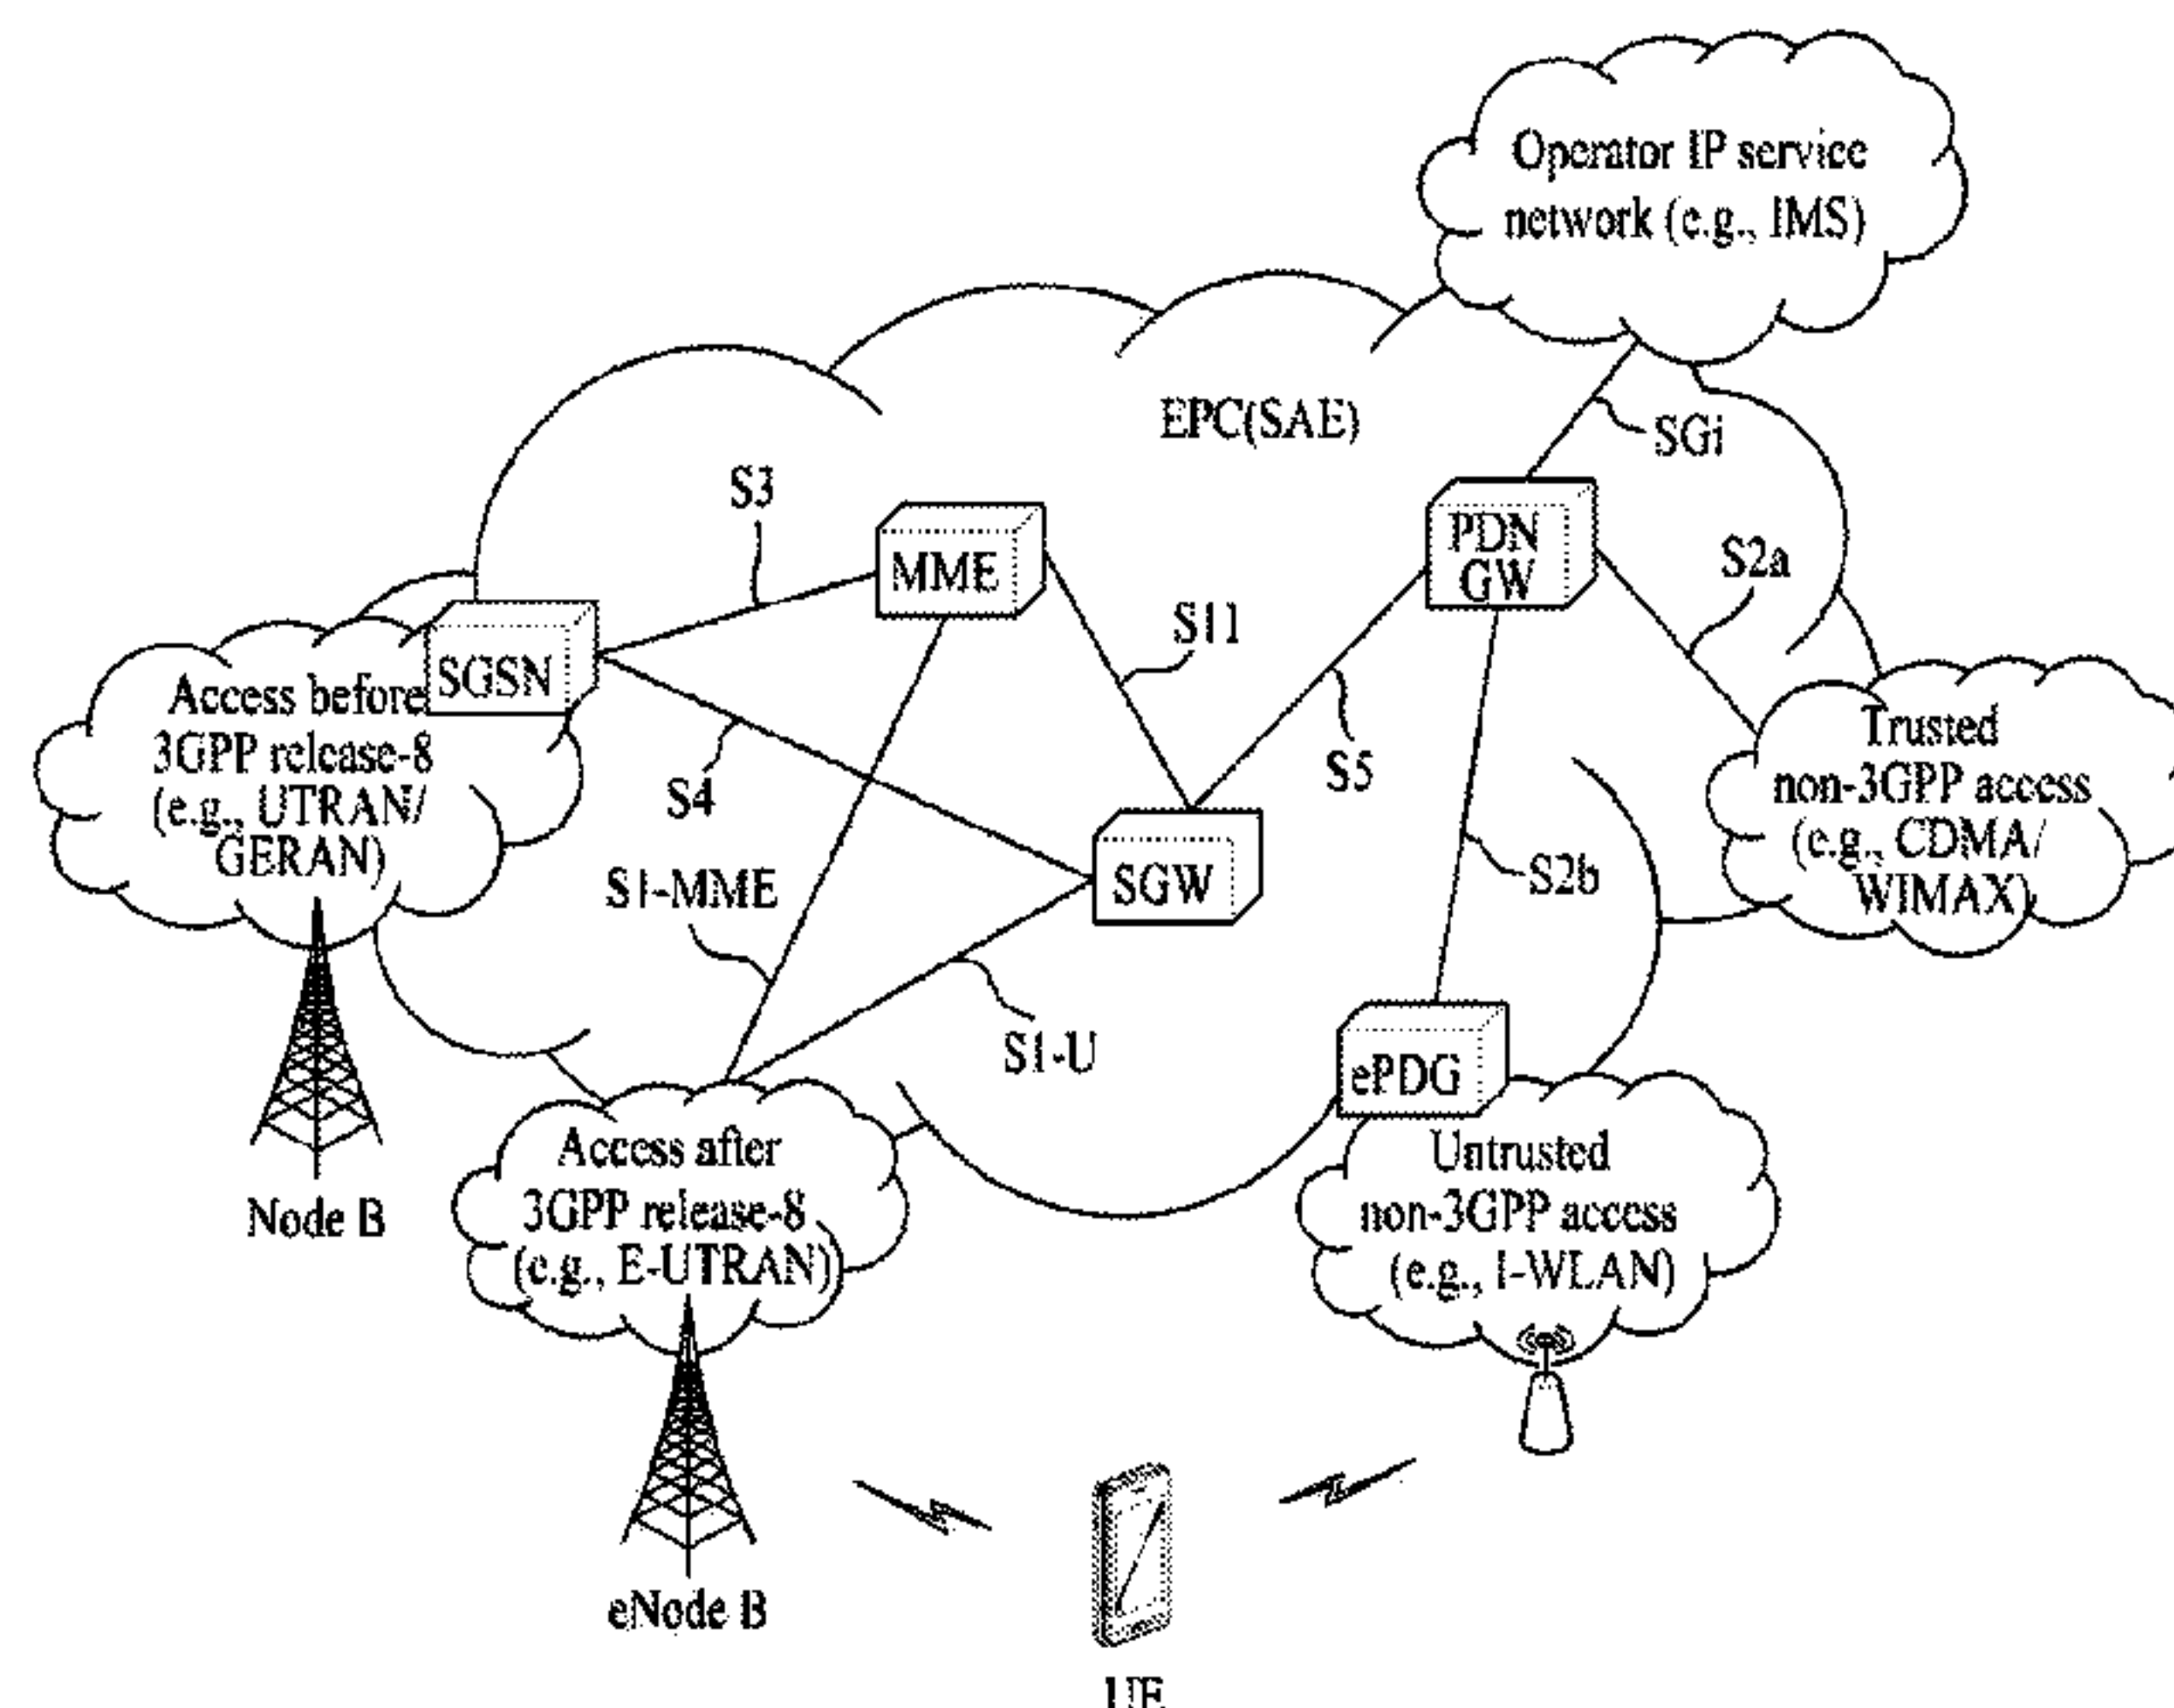 Operator IP service
network (e.g., IMS)
EPC(SAE)
SGi
S3
MME
PDN
GW
S2a
S11
SGSN
Access before
3GPP release-8
(e.g., UTRAN/
GERAN)
S4
S5
Trusted
non-3GPP access
(e.g., CDMA/
WIMAX)
S1-MME
SGW
S2b
S1-U
ePDG
Node B
Access after
3GPP release-8
(e.g., E-UTRAN)
Untrusted
non-3GPP access
(e.g., I-WLAN)
eNode B
UE